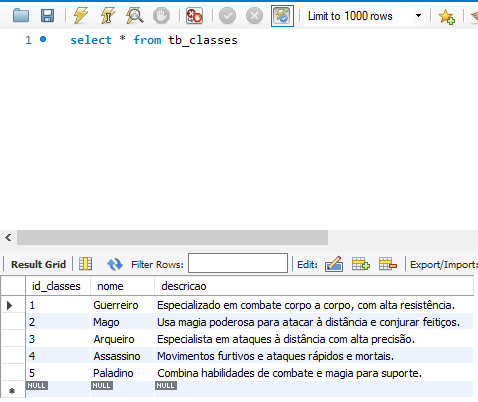 Limit to 1000 rows
1 select * from tb_classes
Result Grid Filter Rows: Edit: Export/Import:
id_classes nome descricao
1 Guerreiro Especializado em combate corpo a corpo, com alta resistência.
2 Mago Usa magia poderosa para atacar à distância e conjurar feitiços.
3 Arqueiro Especialista em ataques à distância com alta precisão.
4 Assassino Movimentos furtivos e ataques rápidos e mortais.
5 Paladino Combina habilidades de combate e magia para suporte.
NULL NULL NULL